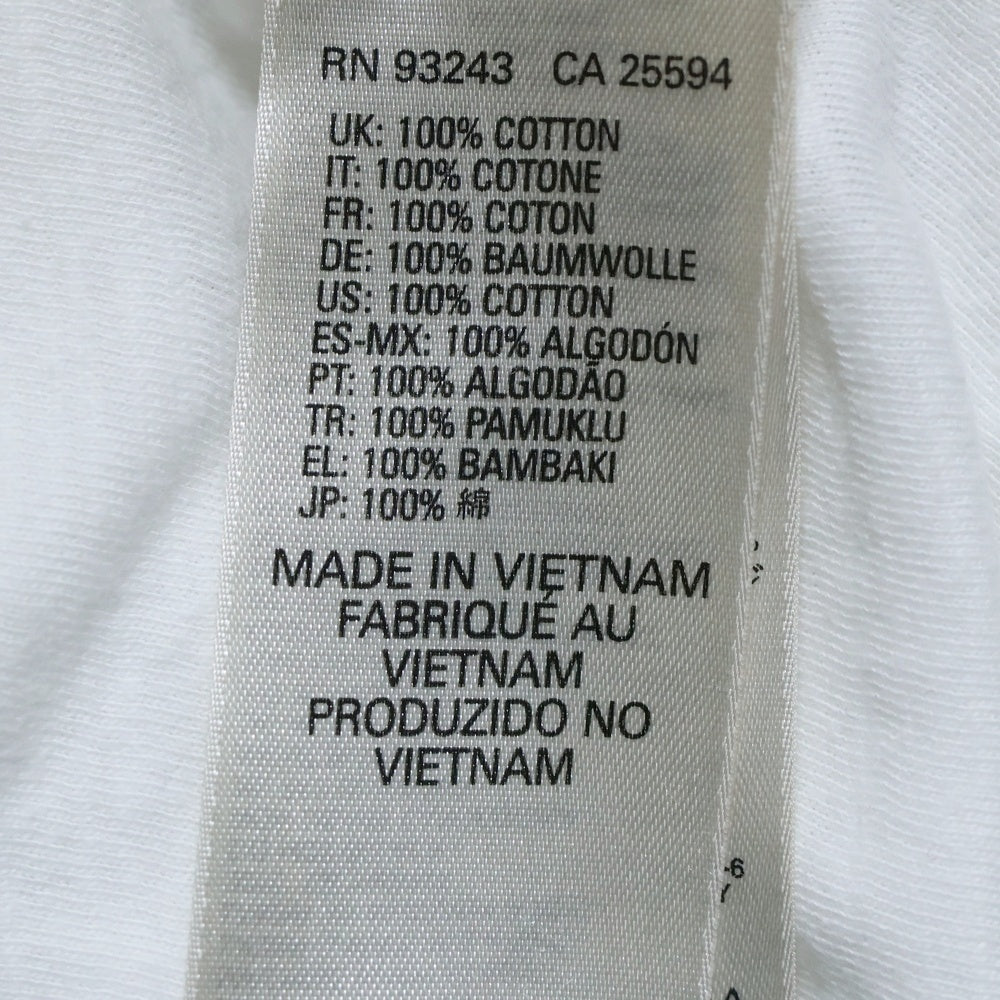 RN 93243 CA 25594
UK: 100% COTTON
IT: 100% COTONE
FR: 100% COTON
DE: 100% BAUMWOLLE
US: 100% COTTON
ES-MX: 100% ALGODÓN
PT: 100% ALGODÃO
TR: 100% PAMUKLU
EL: 100% BAMBAKI
JP: 100% 綿
MADE IN VIETNAM
FABRIQUÉ AU
VIETNAM
PRODUZIDO NO
VIETNAM
-6